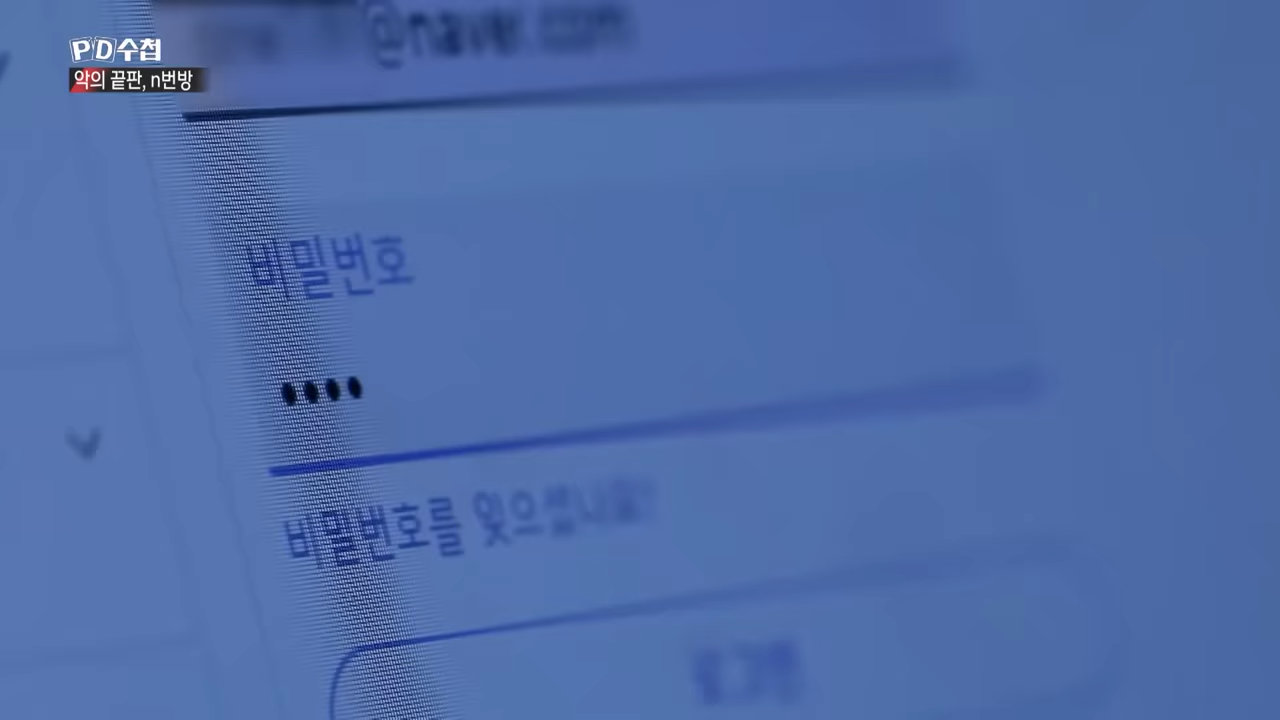 PD수첩
악의 끝판, n번방
@naver.com
비밀번호
••••
비밀번호를 잊으셨나요?